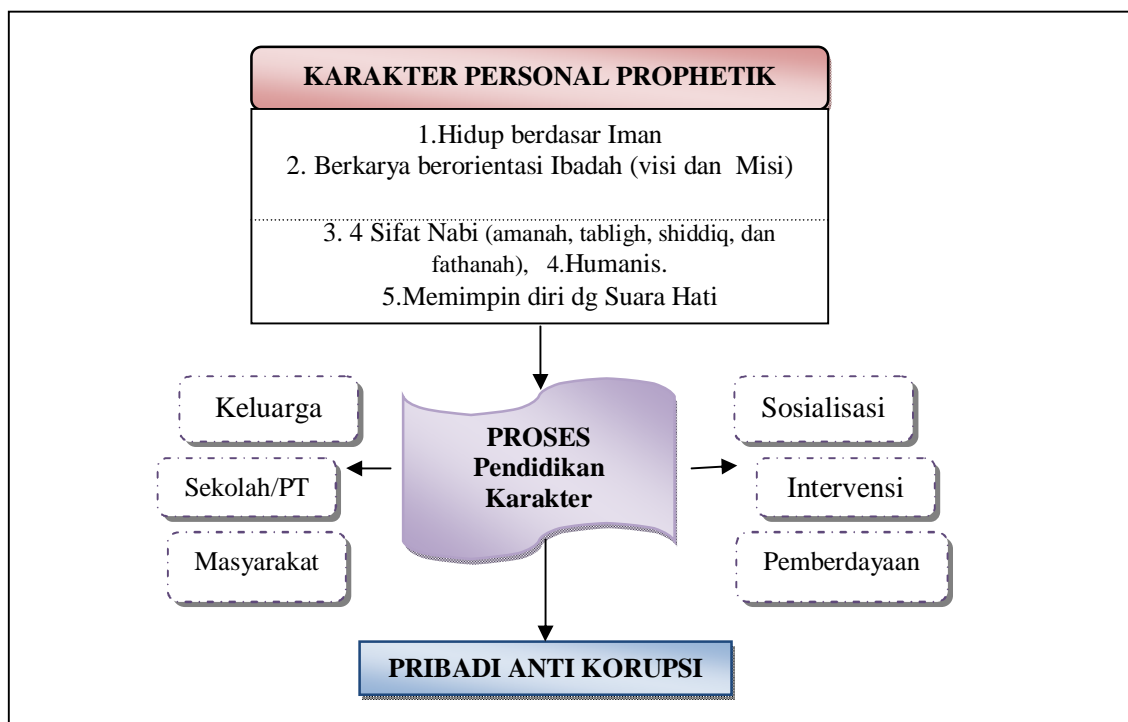 KARAKTER PERSONAL PROPHETIK
1.Hidup berdasar Iman
2. Berkarya berorientasi Ibadah (visi dan Misi)
3. 4 Sifat Nabi (amanah, tabligh, shiddiq, dan
fathanah), 4.Humanis.
5.Memimpin diri dg Suara Hati
Keluarga
Sekolah/PT
Masyarakat
PROSES
Pendidikan
Karakter
Sosialisasi
Intervensi
Pemberdayaan
PRIBADI ANTI KORUPSI